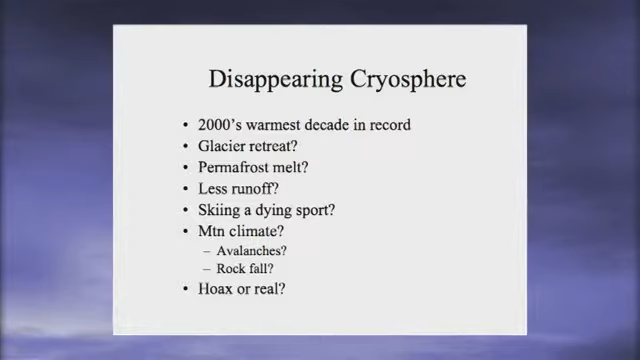 Disappearing Cryosphere
• 2000's warmest decade in record
• Glacier retreat?
• Permafrost melt?
• Less runoff?
• Skiing a dying sport?
• Mtn climate?
– Avalanches?
– Rock fall?
• Hoax or real?